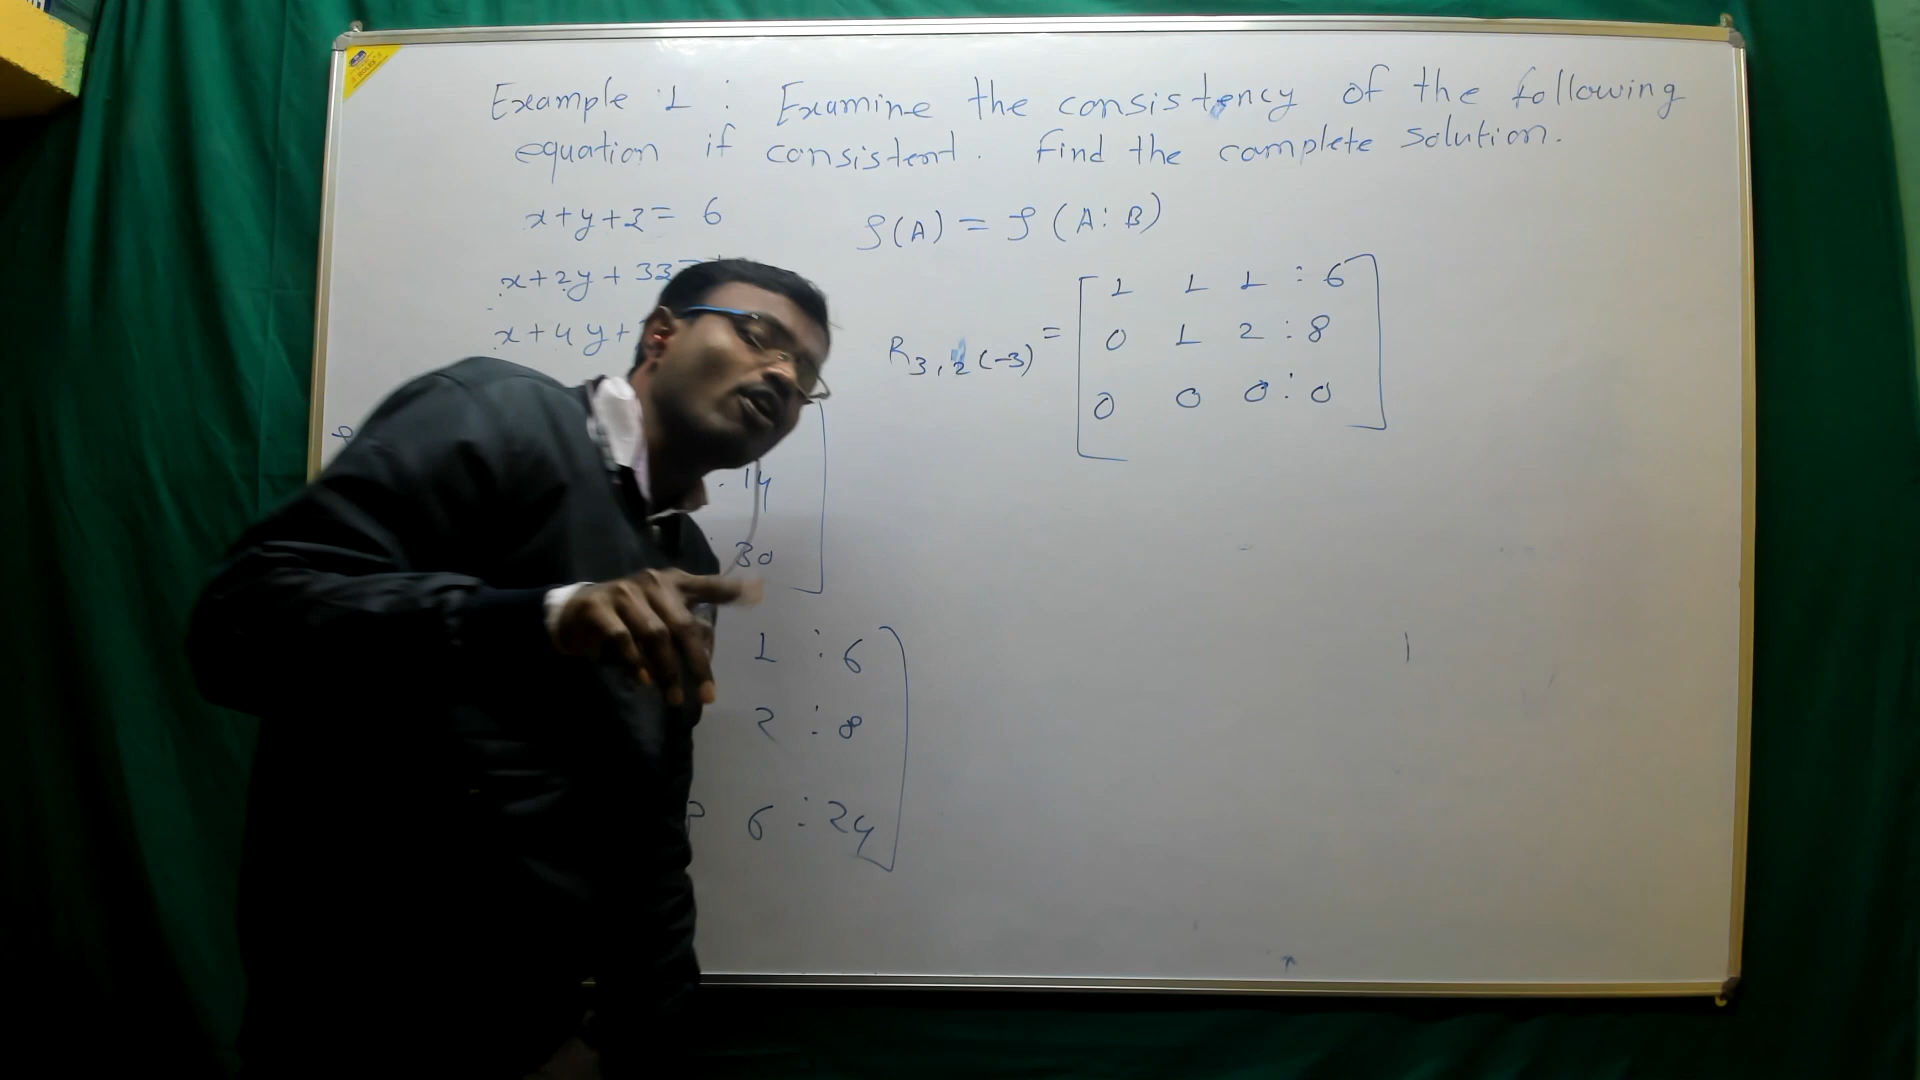 Example 1 : Examine the consistency of the following
equation if consistent. Find the complete solution.
x+y+z = 6
x+2y+3z
x+4y+
ρ(A) = ρ(A:B)
1 1 1 : 6
R3,2(-3) = 0 1 2 : 8
0 0 0 : 0
14
30
1 : 6
2 : 8
6 : 24